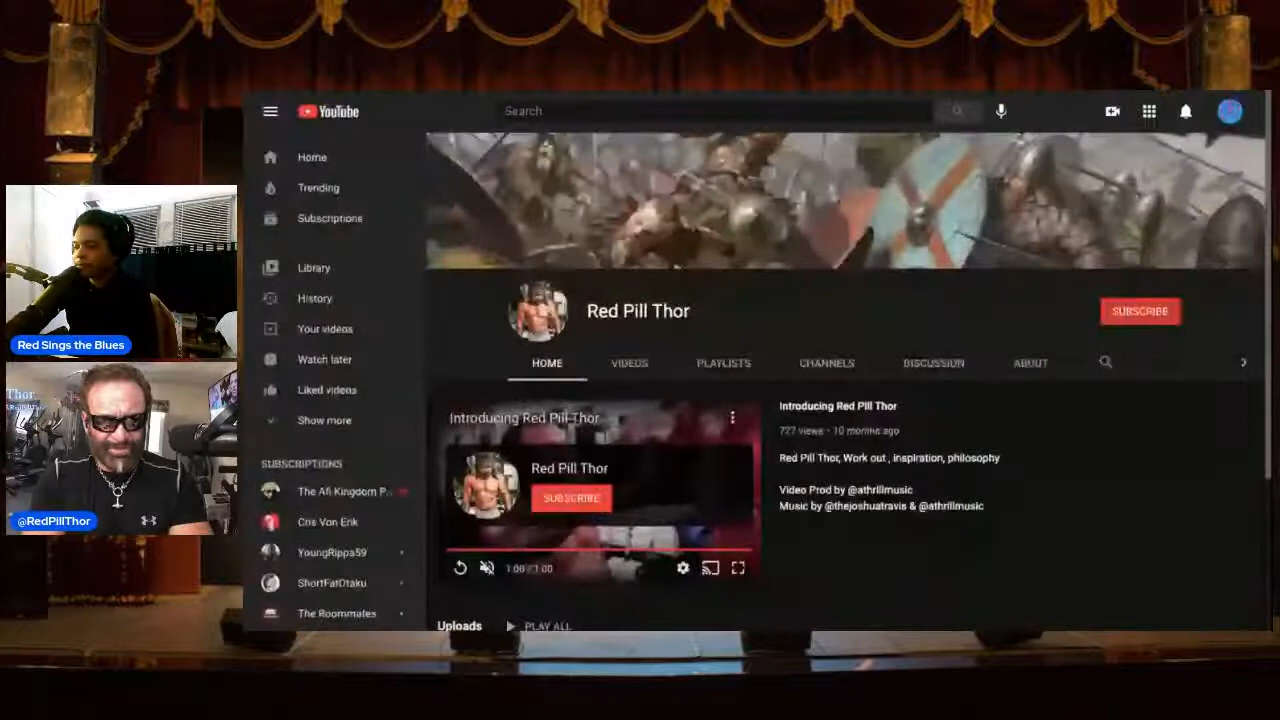 YouTube
Search
Home
Trending
Subscriptions
Library
History
Your videos
Watch later
Liked videos
Show more
SUBSCRIPTIONS
The Afi Kingdom P...
Cris Von Erik
YoungRippa59
ShortFatOtaku
The Roommates
Red Pill Thor
SUBSCRIBE
HOME
VIDEOS
PLAYLISTS
CHANNELS
DISCUSSION
ABOUT
Introducing Red Pill Thor
Red Pill Thor
SUBSCRIBE
1:00 / 1:00
Introducing Red Pill Thor
727 views - 10 months ago
Red Pill Thor, Work out , inspiration, philosophy
Video Prod by @athrillmusic
Music by @thejoshuatravis & @athrillmusic
Uploads
PLAY ALL
Red Sings the Blues
Thor
@RedPillThor